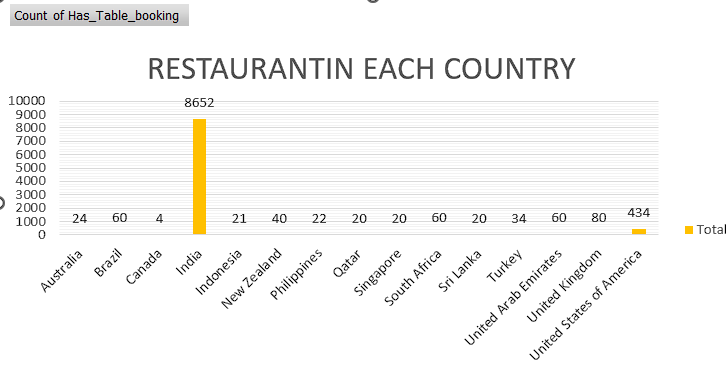 Count of Has_Table_booking
RESTAURANTIN EACH COUNTRY
10000
9000
8000
7000
6000
5000
4000
3000
2000
1000
0
24
60
4
8652
21
40
22
20
20
60
20
34
60
80
434
Australia
Brazil
Canada
India
Indonesia
New Zealand
Philippines
Qatar
Singapore
South Africa
Sri Lanka
Turkey
United Arab Emirates
United Kingdom
United States of America
Total